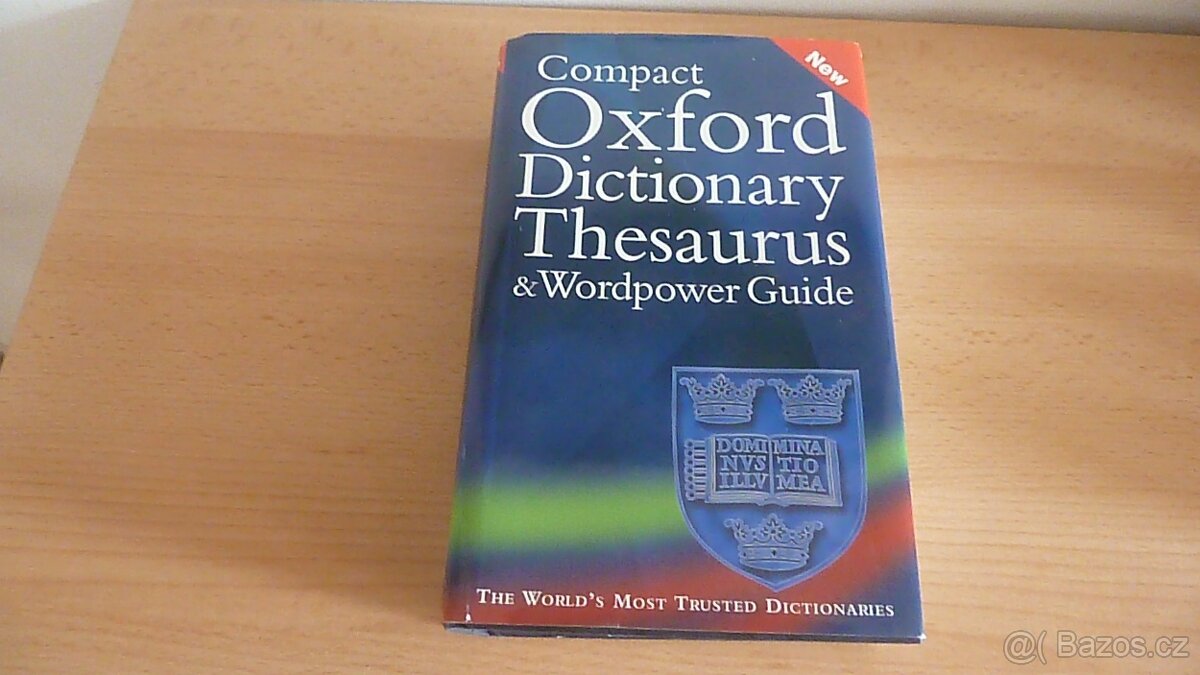 New
Compact
Oxford
Dictionary
Thesaurus
& Wordpower Guide
DOMI MINA
NVS TIO
ILLV MEA
THE WORLD'S MOST TRUSTED DICTIONARIES
@( Bazos.cz